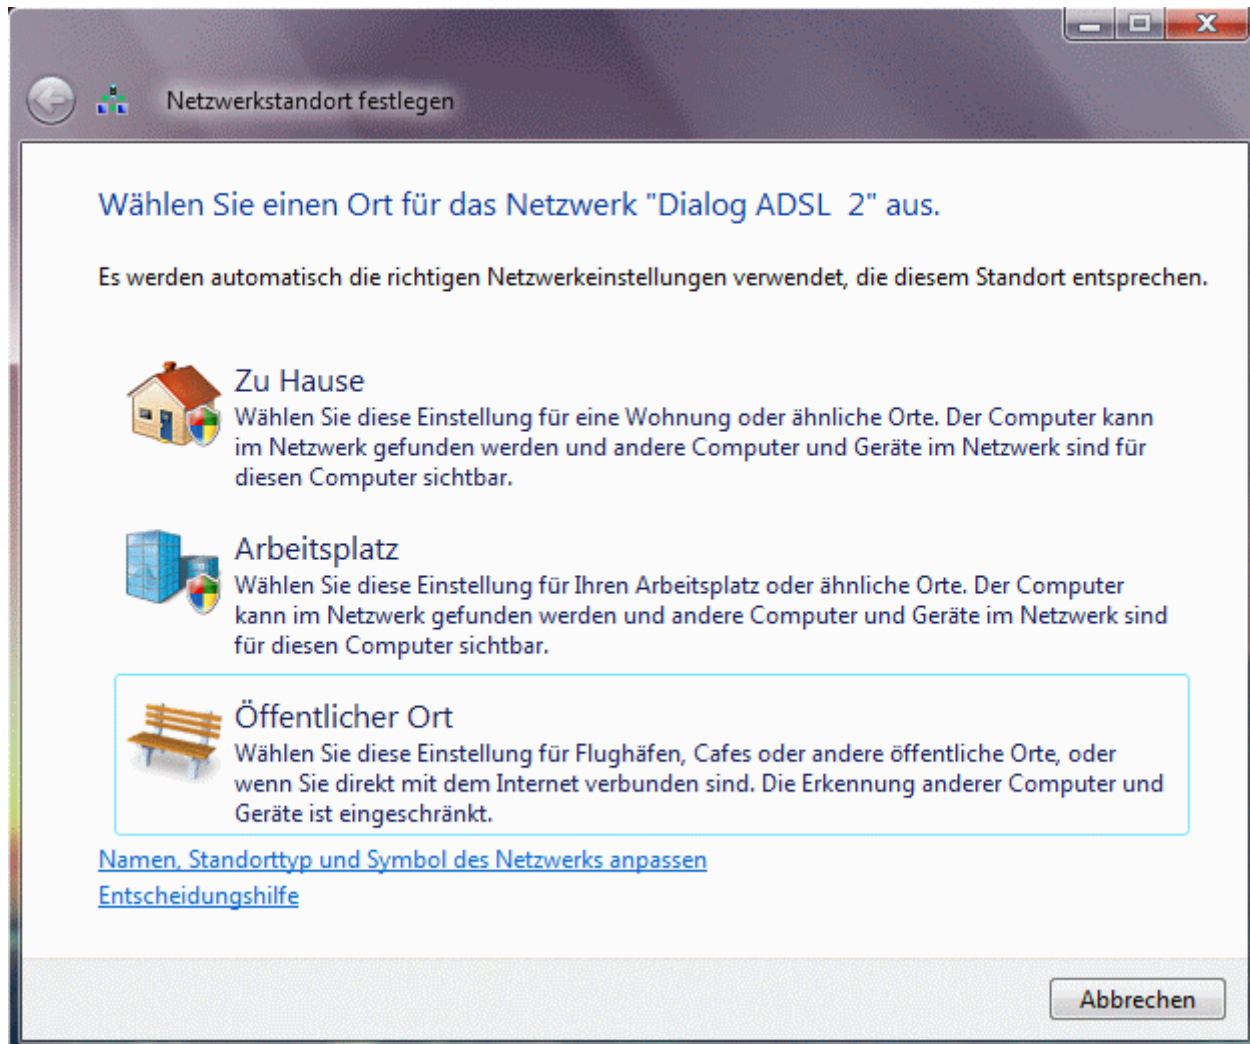 Netzwerkstandort festlegen
Wählen Sie einen Ort für das Netzwerk "Dialog ADSL  2" aus.
Es werden automatisch die richtigen Netzwerkeinstellungen verwendet, die diesem Standort entsprechen.
Zu Hause
Wählen Sie diese Einstellung für eine Wohnung oder ähnliche Orte. Der Computer kann
im Netzwerk gefunden werden und andere Computer und Geräte im Netzwerk sind für
diesen Computer sichtbar.
Arbeitsplatz
Wählen Sie diese Einstellung für Ihren Arbeitsplatz oder ähnliche Orte. Der Computer
kann im Netzwerk gefunden werden und andere Computer und Geräte im Netzwerk sind
für diesen Computer sichtbar.
Öffentlicher Ort
Wählen Sie diese Einstellung für Flughäfen, Cafes oder andere öffentliche Orte, oder
wenn Sie direkt mit dem Internet verbunden sind. Die Erkennung anderer Computer und
Geräte ist eingeschränkt.
Namen, Standorttyp und Symbol des Netzwerks anpassen
Entscheidungshilfe
Abbrechen